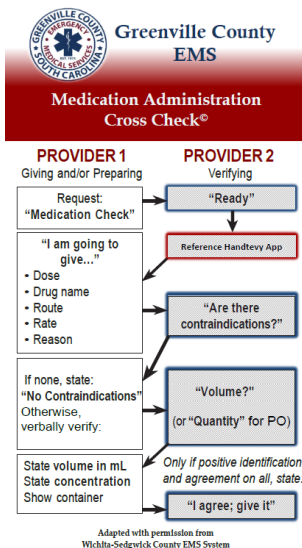 GREENVILLE COUNTY
EMERGENCY
MEDICAL SERVICES
SOUTH CAROLINA
Greenville County
EMS
Medication Administration
Cross Check©
PROVIDER 1
Giving and/or Preparing
PROVIDER 2
Verifying
Request:
“Medication Check”
“Ready”
“I am going to
give...”
• Dose
• Drug name
• Route
• Rate
• Reason
Reference Handtevy App
“Are there
contraindications?”
If none, state:
“No Contraindications”
Otherwise,
verbally verify:
“Volume?”
(or “Quantity” for PO)
State volume in mL
State concentration
Show container
Only if positive identification
and agreement on all, state:
“I agree; give it”
Adapted with permission from
Wichita-Sedgwick County EMS System